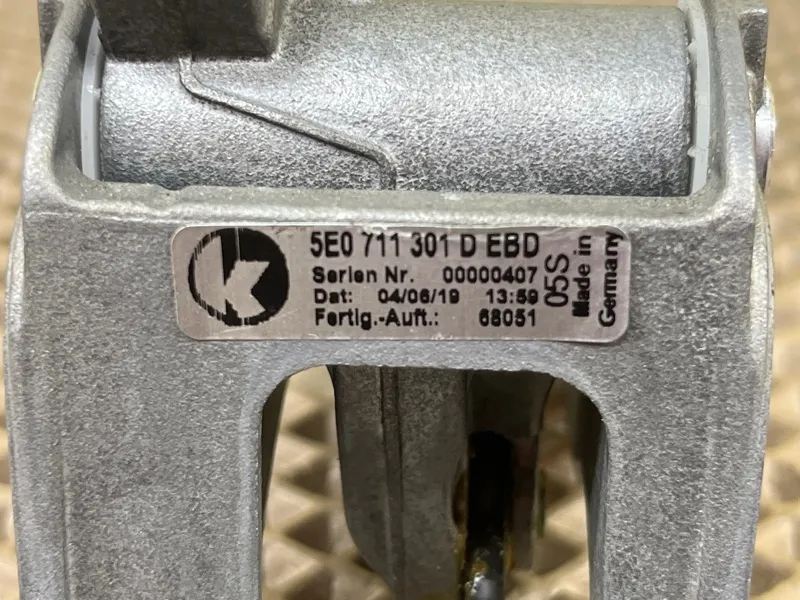 K
5E0 711 301 D EBD
Serien Nr. 00000407
Dat: 04/06/19 13:59
Fertig.-Auft.: 68051
05S
Made in
Germany